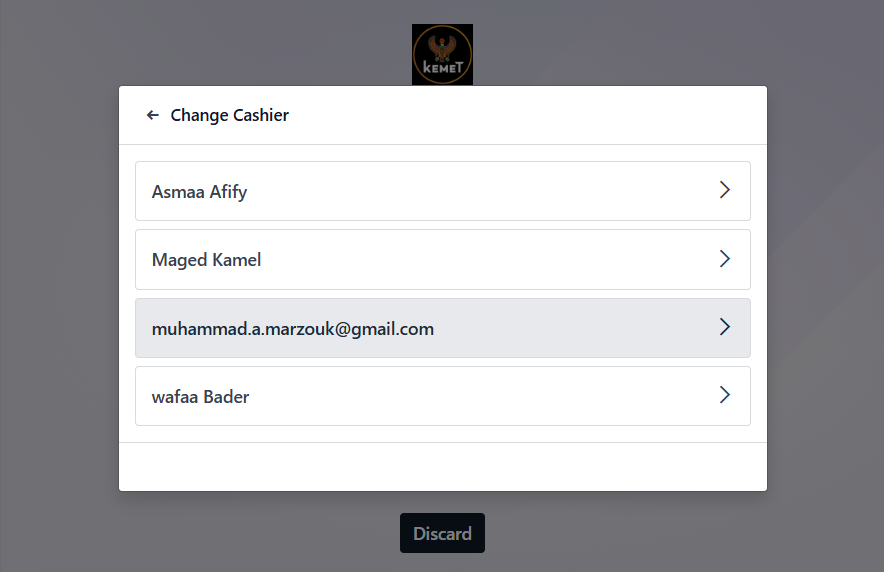 KEMET
Change Cashier
Asmaa Afify
Maged Kamel
muhammad.a.marzouk@gmail.com
wafaa Bader
Discard